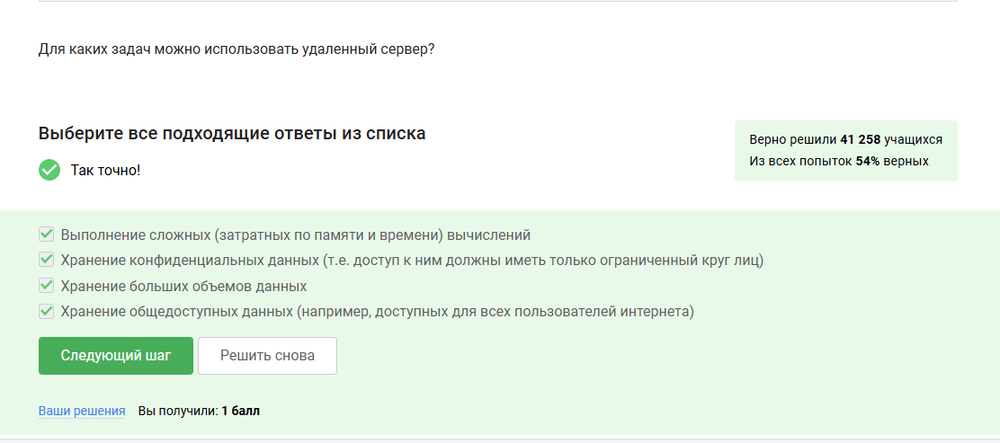 Для каких задач можно использовать удаленный сервер?
Выберите все подходящие ответы из списка
Верно решили 41 258 учащихся
Из всех попыток 54% верных
Так точно!
Выполнение сложных (затратных по памяти и времени) вычислений
Хранение конфиденциальных данных (т.е. доступ к ним должны иметь только ограниченный круг лиц)
Хранение больших объемов данных
Хранение общедоступных данных (например, доступных для всех пользователей интернета)
Следующий шаг
Решить снова
Ваши решения Вы получили: 1 балл